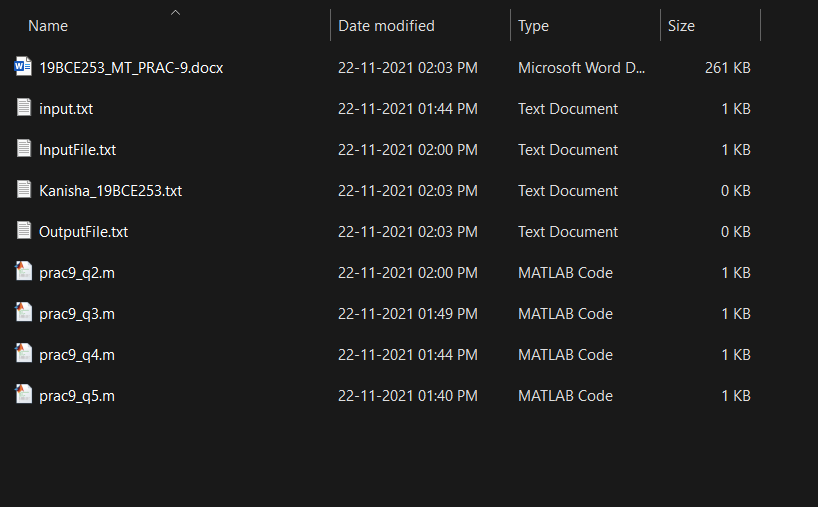 Name Date modified Type Size
19BCE253_MT_PRAC-9.docx 22-11-2021 02:03 PM Microsoft Word D... 261 KB
input.txt 22-11-2021 01:44 PM Text Document 1 KB
InputFile.txt 22-11-2021 02:00 PM Text Document 1 KB
Kanisha_19BCE253.txt 22-11-2021 02:03 PM Text Document 0 KB
OutputFile.txt 22-11-2021 02:03 PM Text Document 0 KB
prac9_q2.m 22-11-2021 02:00 PM MATLAB Code 1 KB
prac9_q3.m 22-11-2021 01:49 PM MATLAB Code 1 KB
prac9_q4.m 22-11-2021 01:44 PM MATLAB Code 1 KB
prac9_q5.m 22-11-2021 01:40 PM MATLAB Code 1 KB